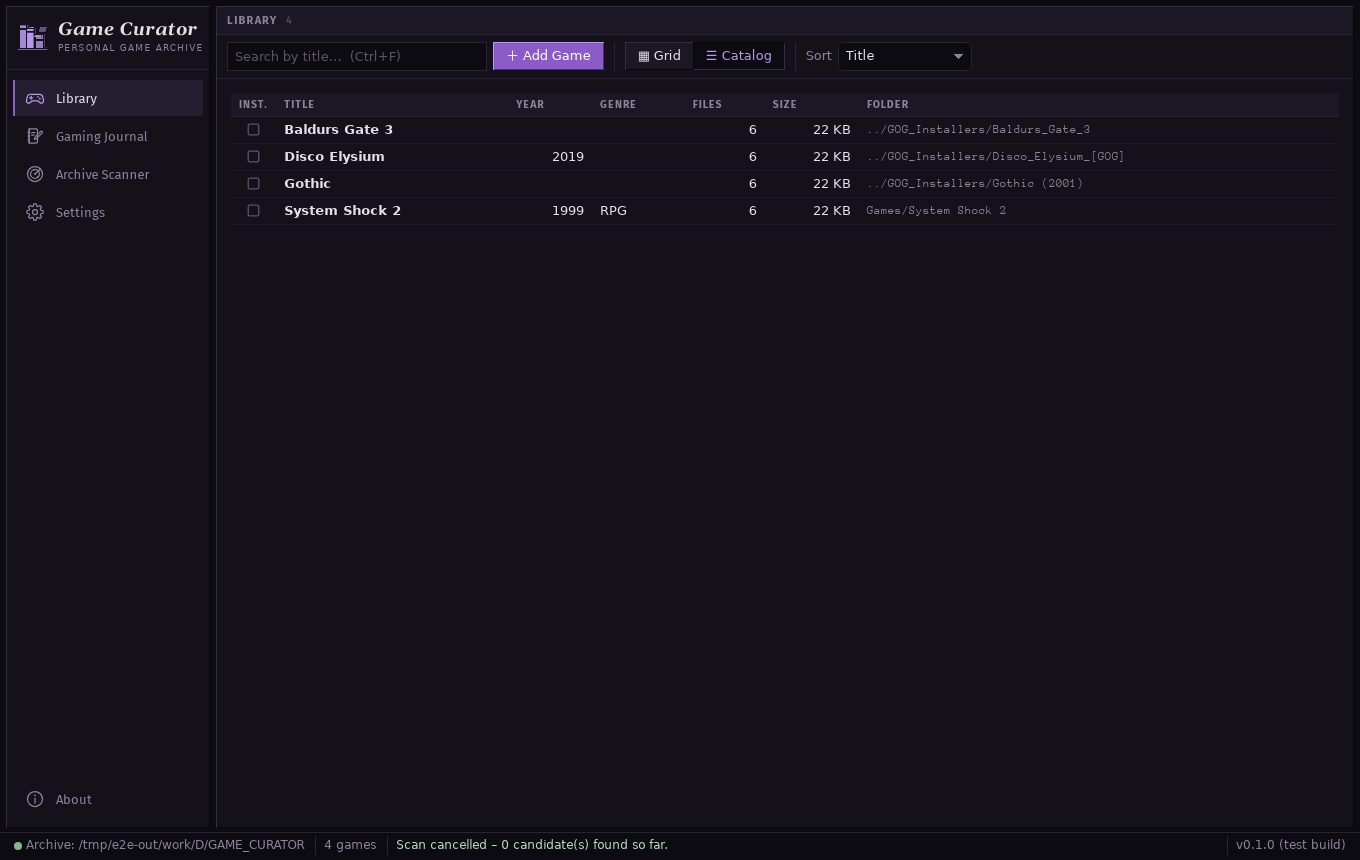 Game Curator
PERSONAL GAME ARCHIVE
Library
Gaming Journal
Archive Scanner
Settings
About
LIBRARY 4
Search by title... (Ctrl+F)
+ Add Game
▦ Grid
☰ Catalog
Sort
Title
INST. TITLE YEAR GENRE FILES SIZE FOLDER
Baldurs Gate 3 6 22 KB ../GOG_Installers/Baldurs_Gate_3
Disco Elysium 2019 6 22 KB ../GOG_Installers/Disco_Elysium_[GOG]
Gothic 6 22 KB ../GOG_Installers/Gothic (2001)
System Shock 2 1999 RPG 6 22 KB Games/System Shock 2
Archive: /tmp/e2e-out/work/D/GAME_CURATOR 4 games Scan cancelled – 0 candidate(s) found so far. v0.1.0 (test build)